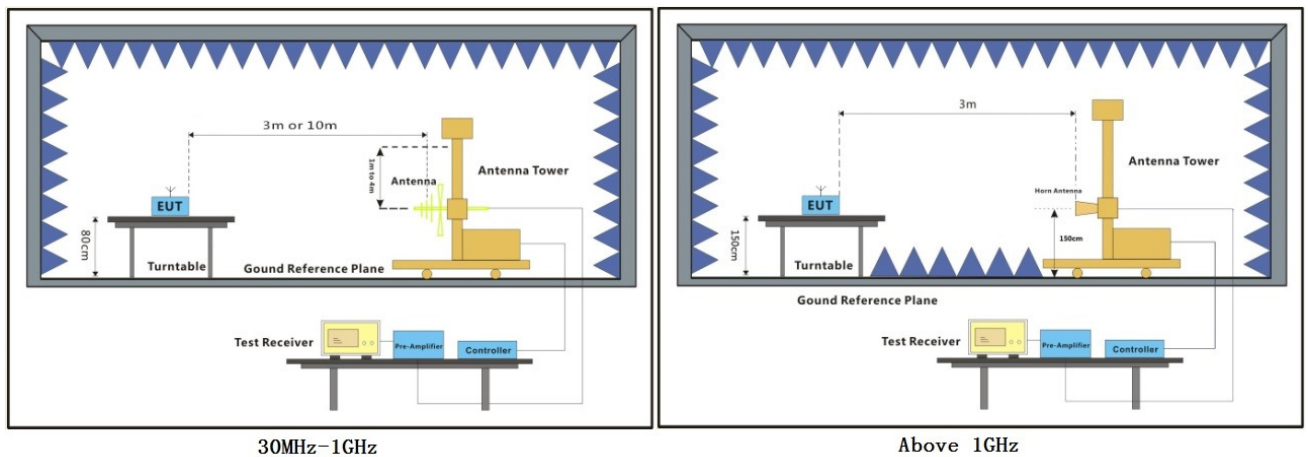 3m or 10m
1m to 4m
Antenna
Antenna Tower
EUT
80cm
Turntable
Gound Reference Plane
Test Receiver
Pre-Amplifier
Controller
30MHz-1GHz
3m
Antenna Tower
Horn Antenna
EUT
150cm
150cm
Turntable
Gound Reference Plane
Test Receiver
Pre-Amplifier
Controller
Above 1GHz